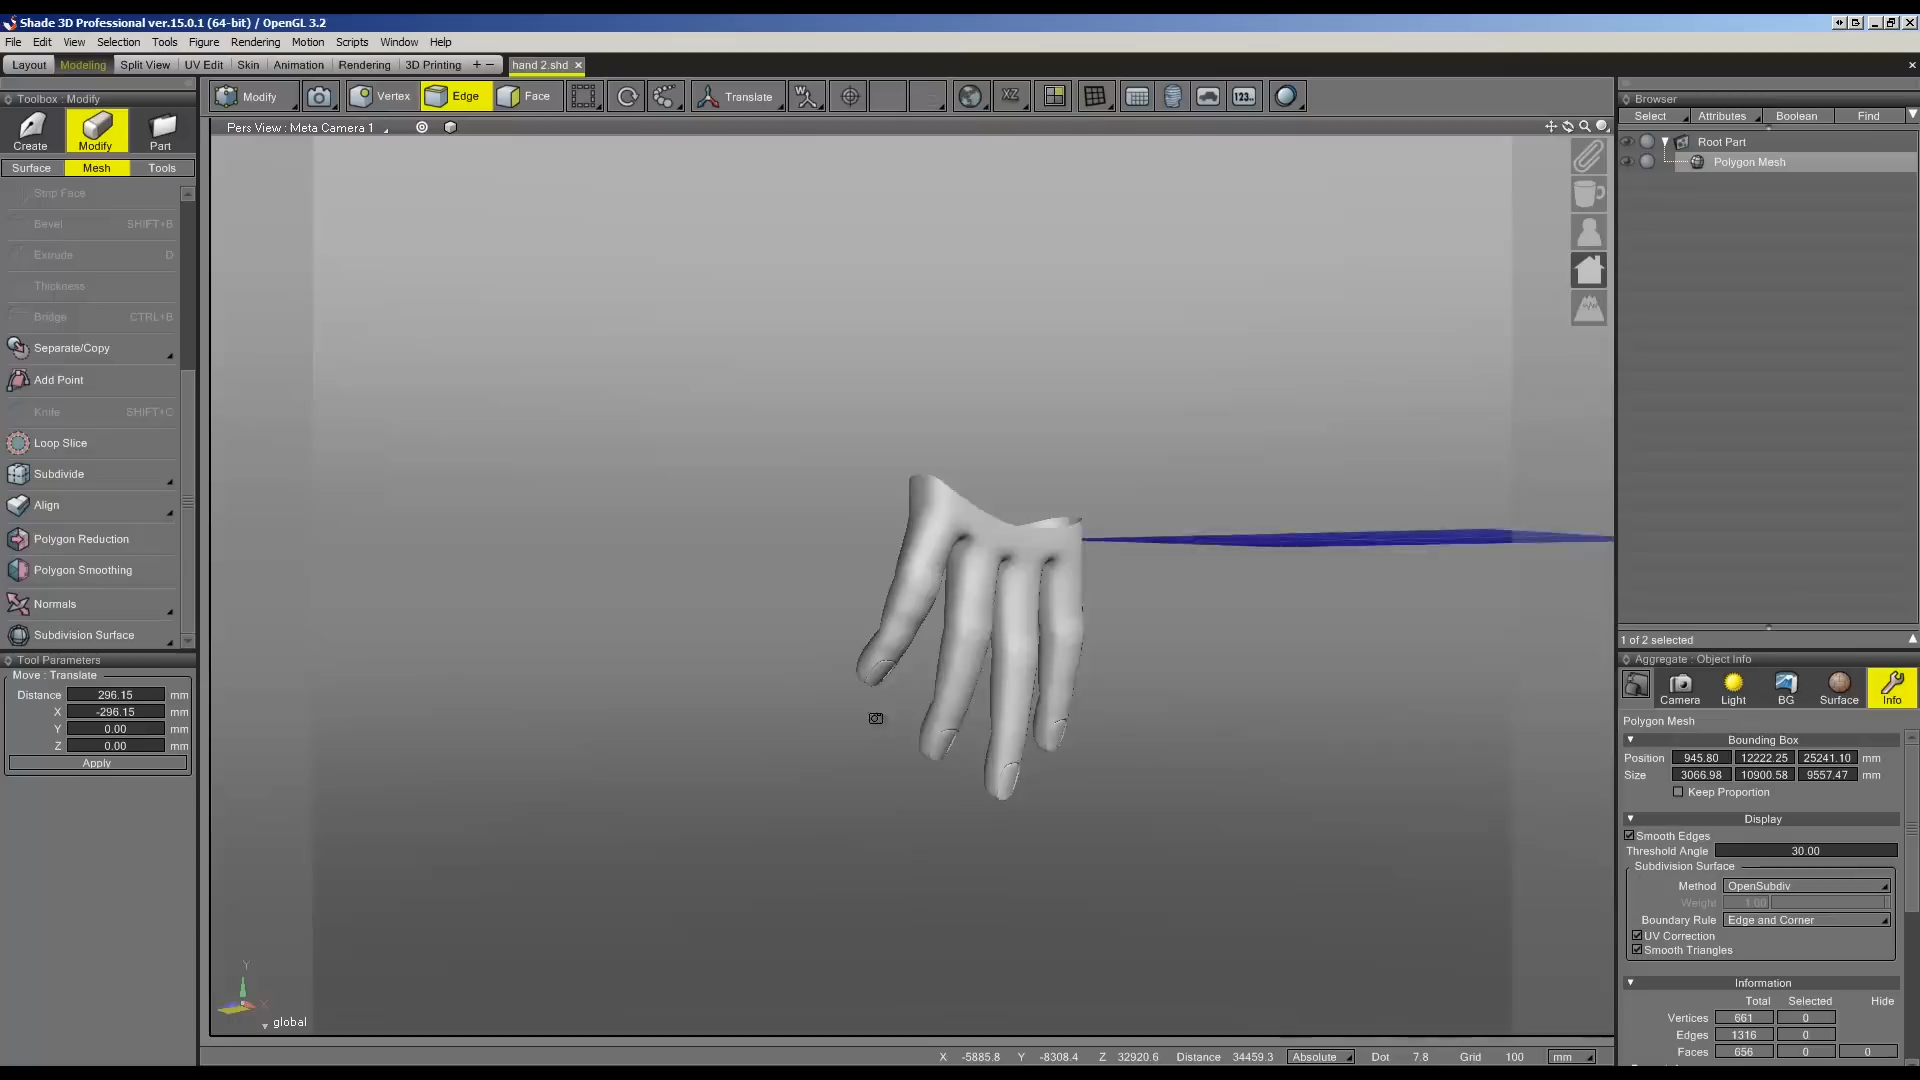 Shade 3D Professional ver.15.0.1 (64-bit) / OpenGL 3.2
File Edit View Selection Tools Figure Rendering Motion Scripts Window Help
Layout Modeling Split View UV Edit Skin Animation Rendering 3D Printing + − hand 2.shd ×
Toolbox : Modify
Create Modify Part
Surface Mesh Tools
Strip Face
Bevel SHIFT+B
Extrude D
Thickness
Bridge CTRL+B
Separate/Copy
Add Point
Knife SHIFT+C
Loop Slice
Subdivide
Align
Polygon Reduction
Polygon Smoothing
Normals
Subdivision Surface
Tool Parameters
Move : Translate
Distance 296.15 mm
X -296.15 mm
Y 0.00 mm
Z 0.00 mm
Apply
Modify Vertex Edge Face Translate W XZ 123..
Pers View : Meta Camera 1
Y
X
global
X -5885.8 Y -8308.4 Z 32920.6 Distance 34459.3 Absolute Dot 7.8 Grid 100 mm
Browser
Select Attributes Boolean Find
Root Part
Polygon Mesh
1 of 2 selected
Aggregate : Object Info
Camera Light BG Surface Info
Polygon Mesh
Bounding Box
Position 945.80 12222.25 25241.10 mm
Size 3066.98 10900.58 9557.47 mm
Keep Proportion
Display
Smooth Edges
Threshold Angle 30.00
Subdivision Surface
Method OpenSubdiv
Weight 1.00
Boundary Rule Edge and Corner
UV Correction
Smooth Triangles
Information
Total Selected Hide
Vertices 661 0
Edges 1316 0
Faces 656 0 0